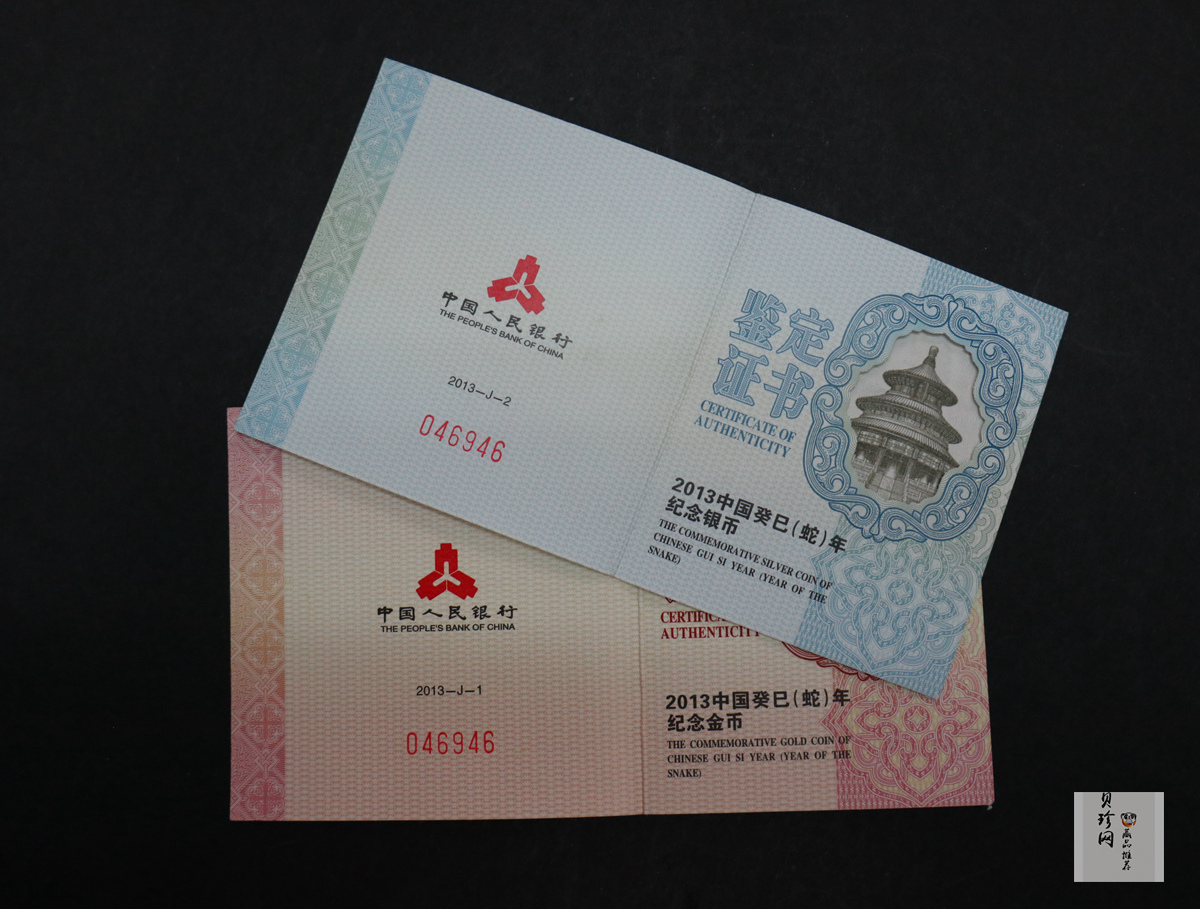 中国人民银行
THE PEOPLE'S BANK OF CHINA
2013-J-2
046946
鉴定
证书
CERTIFICATE OF
AUTHENTICITY
2013中国癸巳(蛇)年
纪念银币
THE COMMEMORATIVE SILVER COIN OF
CHINESE GUI SI YEAR (YEAR OF THE
SNAKE)
中国人民银行
THE PEOPLE'S BANK OF CHINA
2013-J-1
046946
AUTHENTICITY
2013中国癸巳(蛇)年
纪念金币
THE COMMEMORATIVE GOLD COIN OF
CHINESE GUI SI YEAR (YEAR OF THE
SNAKE)
贝珍网
藏品推荐